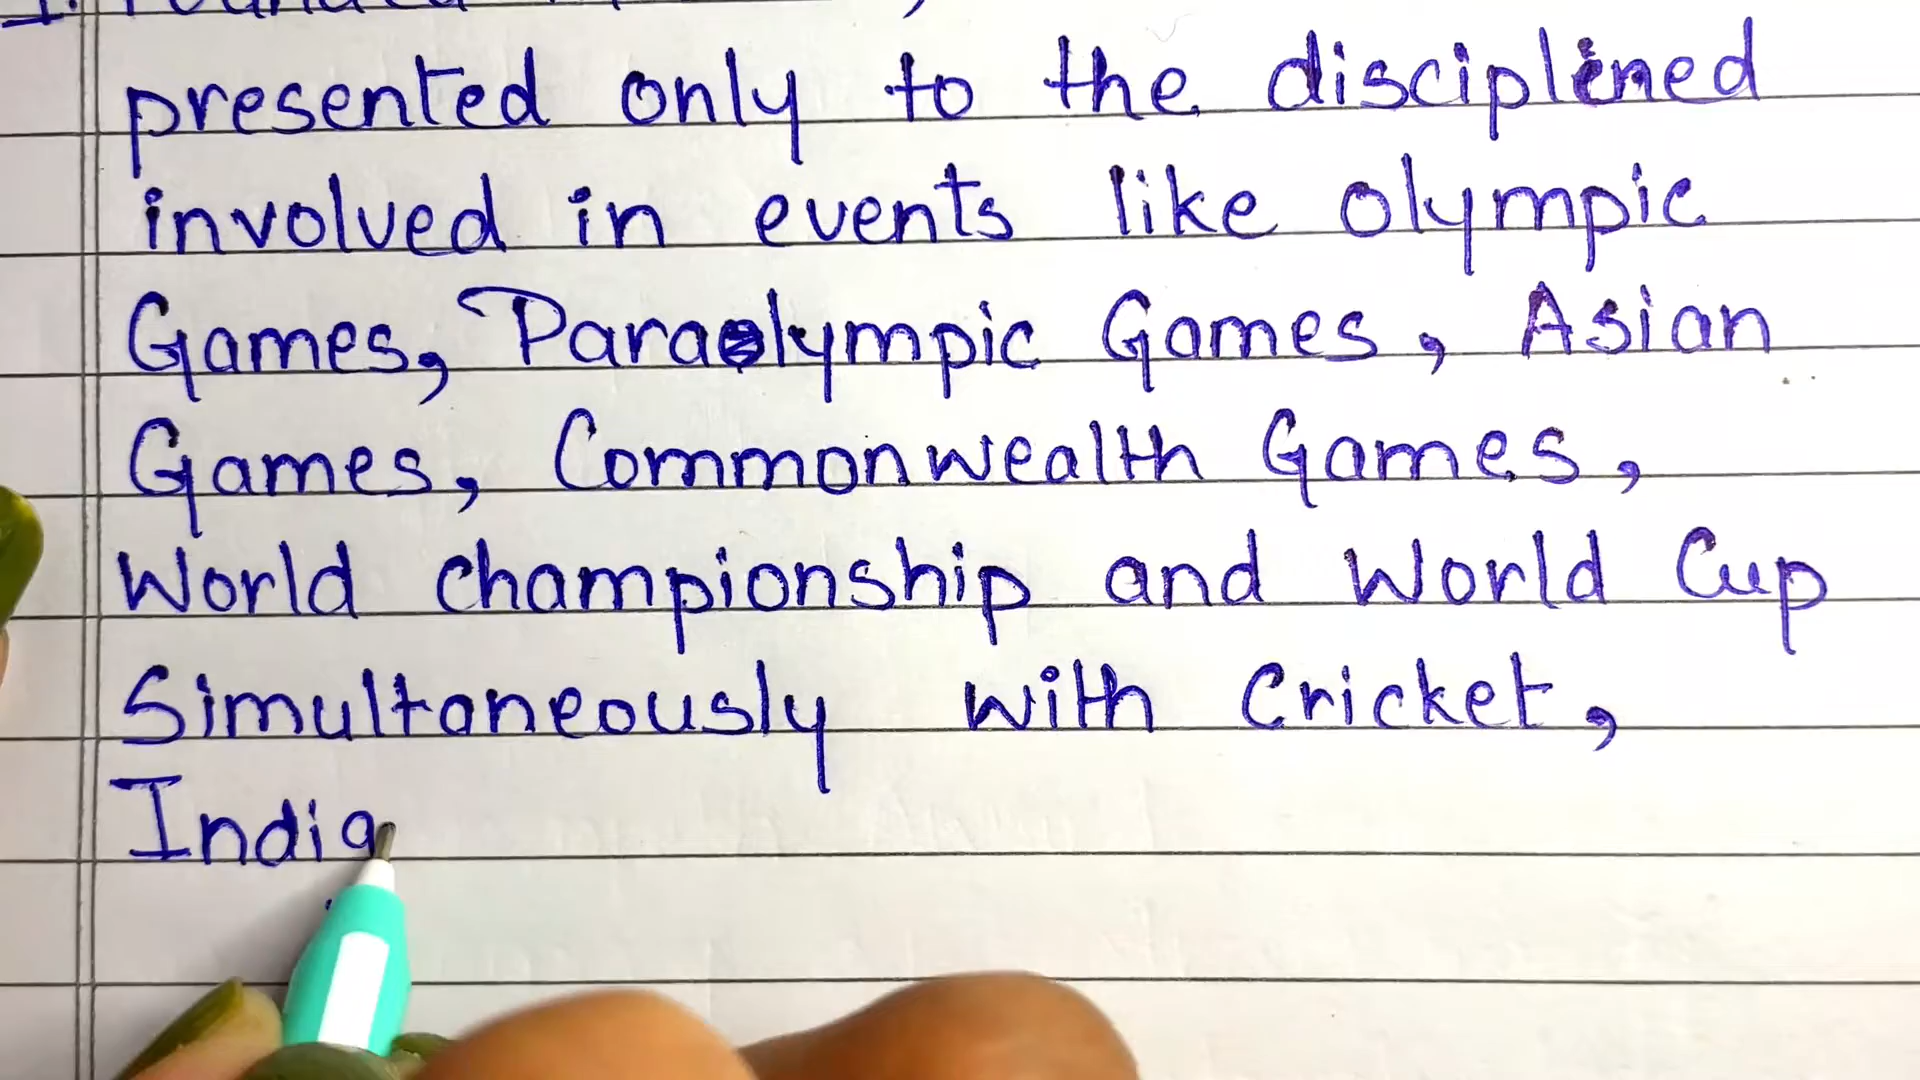 presented only to the disciplined
involved in events like olympic
Games, Paralympic Games, Asian
Games, Commonwealth Games,
World championship and World Cup
Simultaneously with Cricket,
India